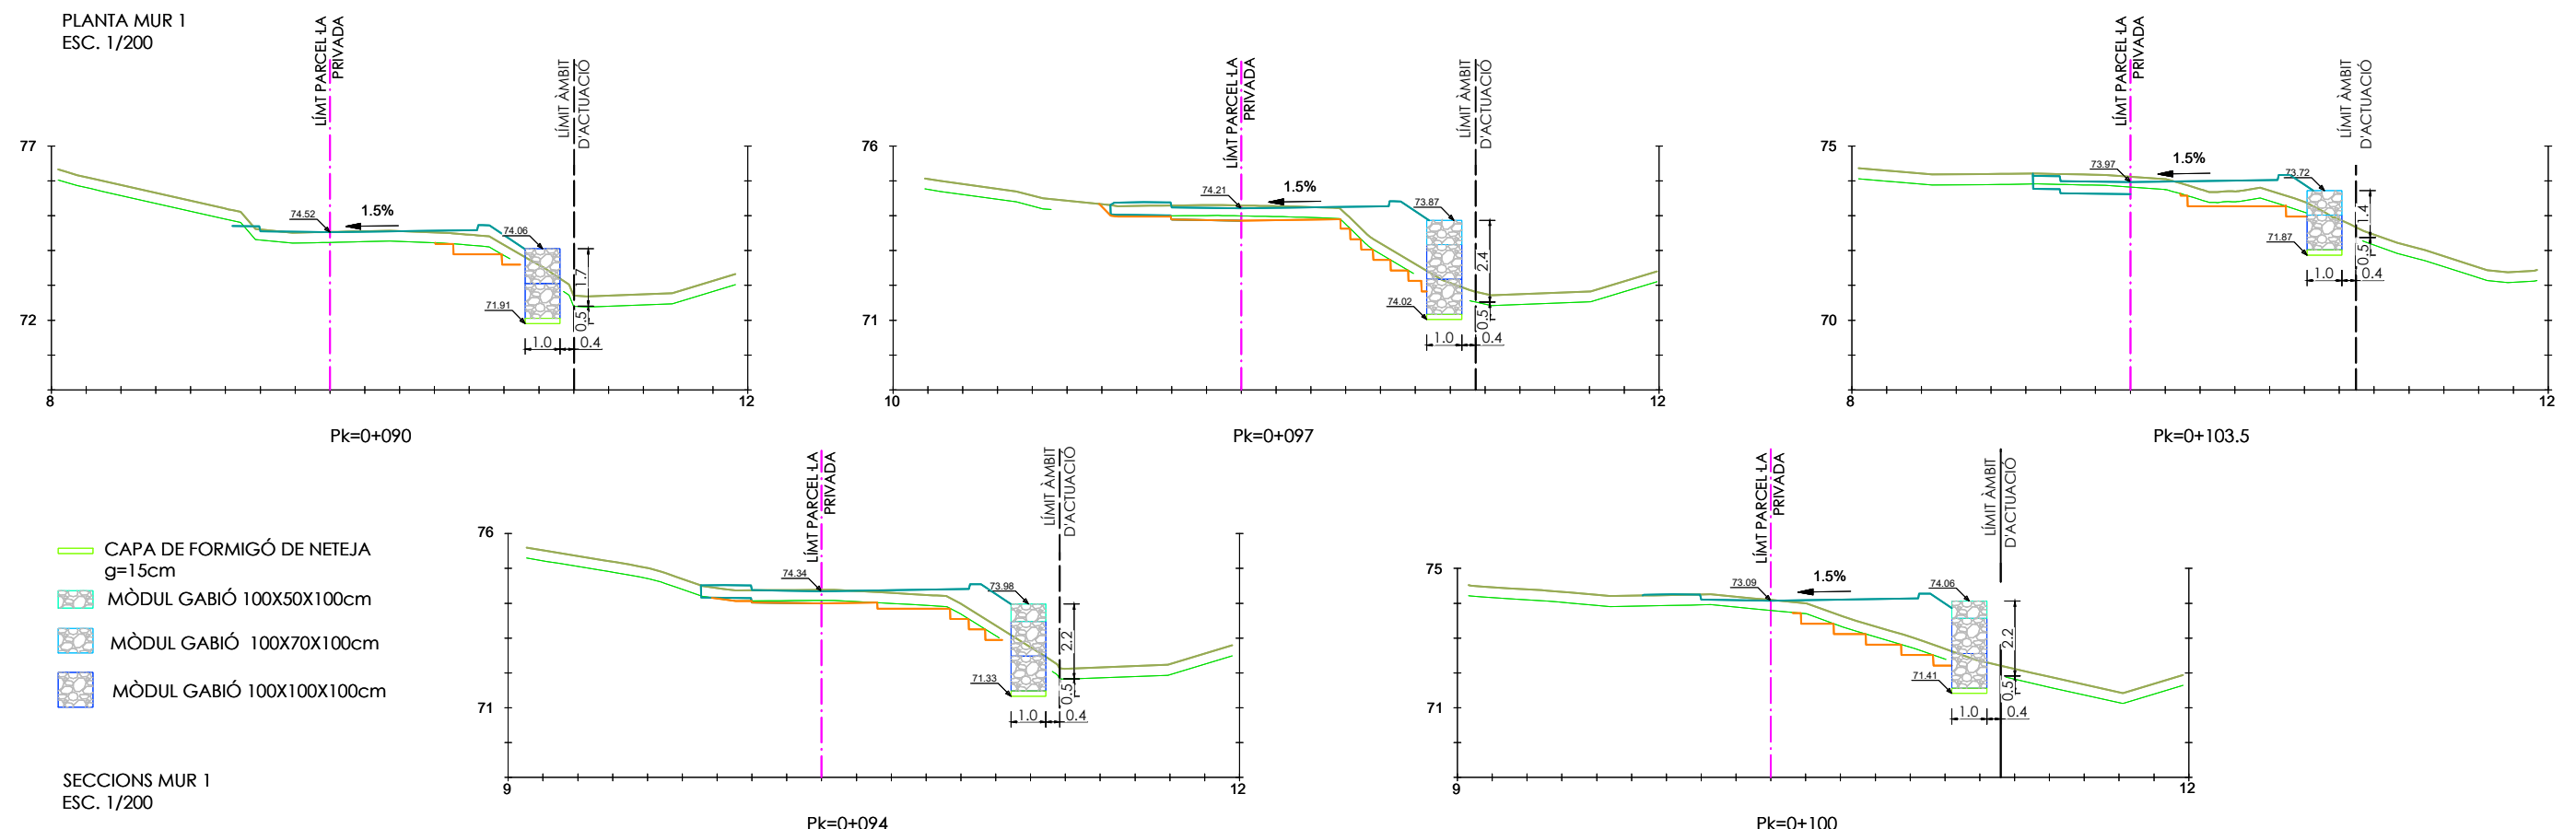 PLANTA MUR 1
ESC. 1/200
LÍMT PARCEL·LA
PRIVADA
LÍMIT ÀMBIT
D'ACTUACIÓ
77
72
74.52
1.5%
74.06
71.91
1.7
0.5
1.0
0.4
8
12
Pk=0+090
LÍMT PARCEL·LA
PRIVADA
LÍMIT ÀMBIT
D'ACTUACIÓ
76
71
74.21
1.5%
73.87
74.02
2.4
0.5
1.0
0.4
10
12
Pk=0+097
LÍMT PARCEL·LA
PRIVADA
LÍMIT ÀMBIT
D'ACTUACIÓ
75
70
73.97
1.5%
73.72
71.87
1.4
0.5
1.0
0.4
8
12
Pk=0+103.5
CAPA DE FORMIGÓ DE NETEJA
g=15cm
MÒDUL GABIÓ 100X50X100cm
MÒDUL GABIÓ 100X70X100cm
MÒDUL GABIÓ 100X100X100cm
SECCIONS MUR 1
ESC. 1/200
LÍMT PARCEL·LA
PRIVADA
LÍMIT ÀMBIT
D'ACTUACIÓ
76
71
74.34
73.98
71.33
2.2
0.5
1.0
0.4
9
12
Pk=0+094
LÍMT PARCEL·LA
PRIVADA
LÍMIT ÀMBIT
D'ACTUACIÓ
75
71
73.09
1.5%
74.06
71.41
2.2
0.5
1.0
0.4
9
12
Pk=0+100